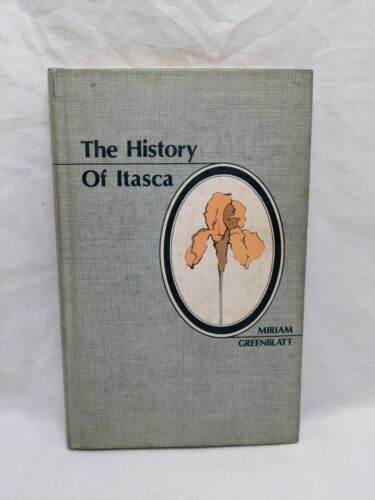 The History
Of Itasca
Miriam
Greenblatt